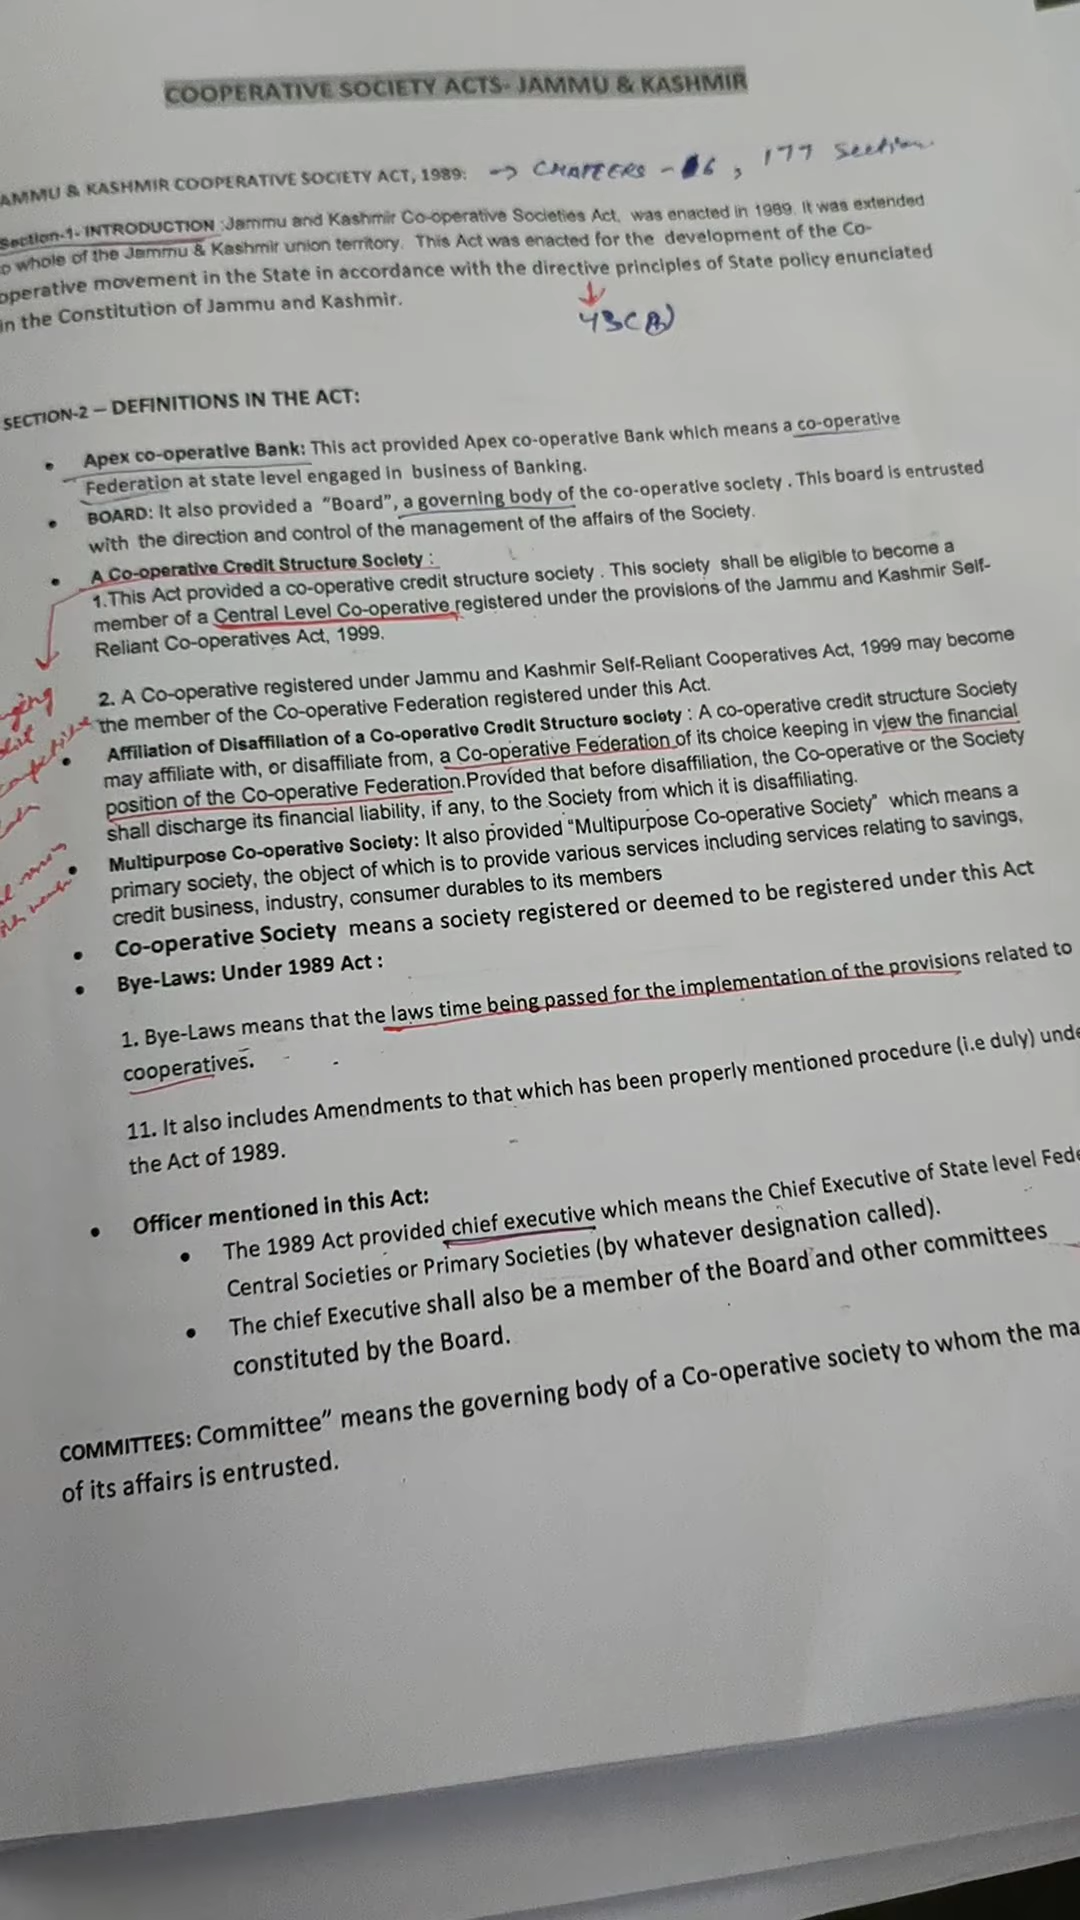 COOPERATIVE SOCIETY ACTS- JAMMU & KASHMIR
AMMU & KASHMIR COOPERATIVE SOCIETY ACT, 1989: → CHAPTERS - 6, 177 Section
Section-1- INTRODUCTION :Jammu and Kashmir Co-operative Societies Act, was enacted in 1989. It was extended
o whole of the Jammu & Kashmir union territory. This Act was enacted for the development of the Co-
operative movement in the State in accordance with the directive principles of State policy enunciated
in the Constitution of Jammu and Kashmir.
43(B)
SECTION-2 – DEFINITIONS IN THE ACT:
• Apex co-operative Bank: This act provided Apex co-operative Bank which means a co-operative
Federation at state level engaged in business of Banking.
• BOARD: It also provided a "Board", a governing body of the co-operative society . This board is entrusted
with the direction and control of the management of the affairs of the Society.
• A Co-operative Credit Structure Society :
1.This Act provided a co-operative credit structure society . This society shall be eligible to become a
member of a Central Level Co-operative registered under the provisions of the Jammu and Kashmir Self-
Reliant Co-operatives Act, 1999.
2. A Co-operative registered under Jammu and Kashmir Self-Reliant Cooperatives Act, 1999 may become
the member of the Co-operative Federation registered under this Act.
• Affiliation of Disaffiliation of a Co-operative Credit Structure society : A co-operative credit structure Society
may affiliate with, or disaffiliate from, a Co-operative Federation of its choice keeping in view the financial
position of the Co-operative Federation.Provided that before disaffiliation, the Co-operative or the Society
shall discharge its financial liability, if any, to the Society from which it is disaffiliating.
• Multipurpose Co-operative Society: It also provided "Multipurpose Co-operative Society" which means a
primary society, the object of which is to provide various services including services relating to savings,
credit business, industry, consumer durables to its members
• Co-operative Society means a society registered or deemed to be registered under this Act
• Bye-Laws: Under 1989 Act :
1. Bye-Laws means that the laws time being passed for the implementation of the provisions related to
cooperatives.
11. It also includes Amendments to that which has been properly mentioned procedure (i.e duly) unde
the Act of 1989.
• Officer mentioned in this Act:
• The 1989 Act provided chief executive which means the Chief Executive of State level Fede
Central Societies or Primary Societies (by whatever designation called).
• The chief Executive shall also be a member of the Board and other committees
constituted by the Board.
COMMITTEES: Committee" means the governing body of a Co-operative society to whom the ma
of its affairs is entrusted.